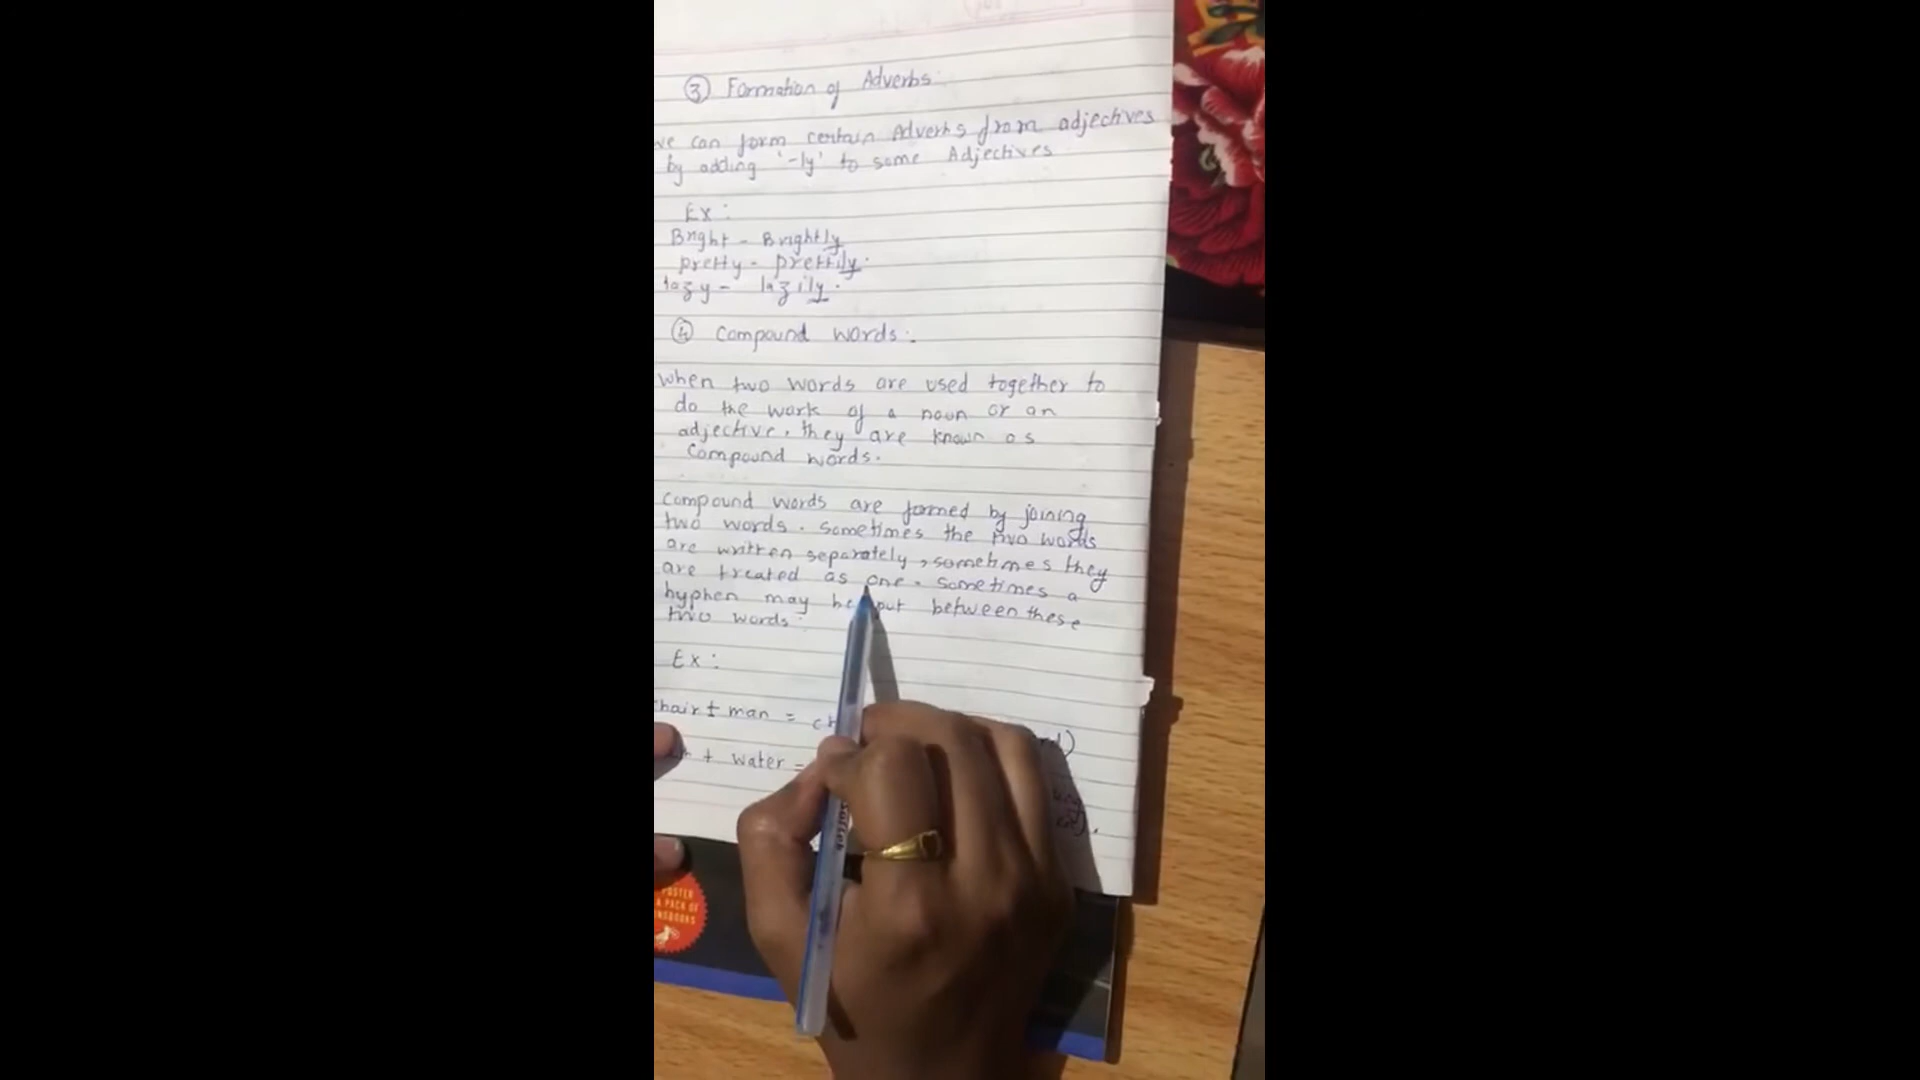 ③ Formation of Adverbs:
we can form certain Adverbs from adjectives
by adding '-ly' to some Adjectives
Ex:
Bright - Brightly
pretty - prettily.
lazy - lazily.
④ Compound words:
when two words are used together to
do the work of a noun or an
adjective, they are known as
Compound words.
Compound words are formed by joining
two words. sometimes the two words
are written separately, sometimes they
are treated as one. sometimes a
hyphen may be put between these
two words.
Ex:
hair + man =
+ water =
POSTER
A PACK OF